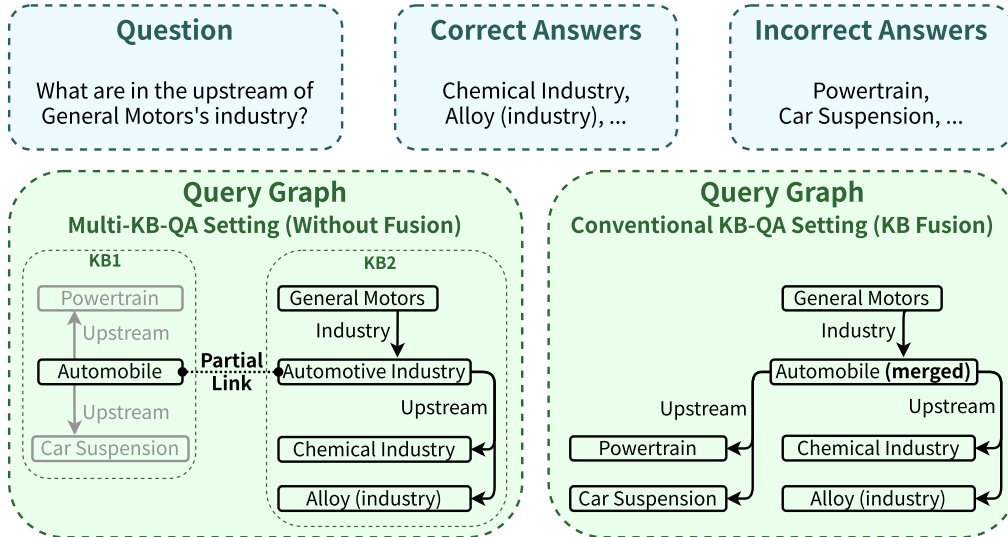 Question
What are in the upstream of
General Motors's industry?
Correct Answers
Chemical Industry,
Alloy (industry), ...
Incorrect Answers
Powertrain,
Car Suspension, ...
Query Graph
Multi-KB-QA Setting (Without Fusion)
KB1
Powertrain
Upstream
Automobile
Upstream
Car Suspension
Partial
Link
KB2
General Motors
Industry
Automotive Industry
Upstream
Chemical Industry
Alloy (industry)
Query Graph
Conventional KB-QA Setting (KB Fusion)
General Motors
Industry
Automobile (merged)
Upstream
Upstream
Powertrain
Chemical Industry
Car Suspension
Alloy (industry)